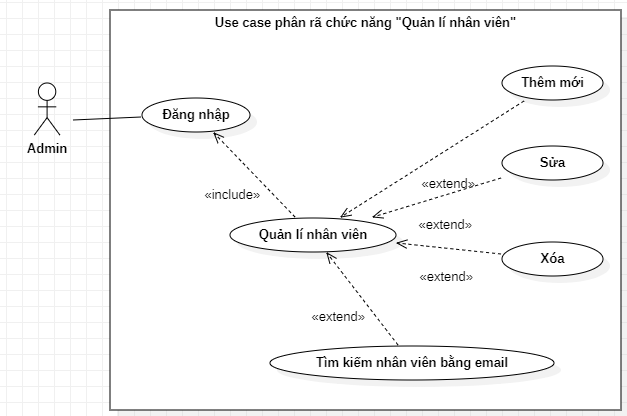 Use case phân rã chức năng "Quản lí nhân viên"
Thêm mới
Đăng nhập
Admin
Sửa
«extend»
«include»
«extend»
Quản lí nhân viên
Xóa
«extend»
«extend»
Tìm kiếm nhân viên bằng email